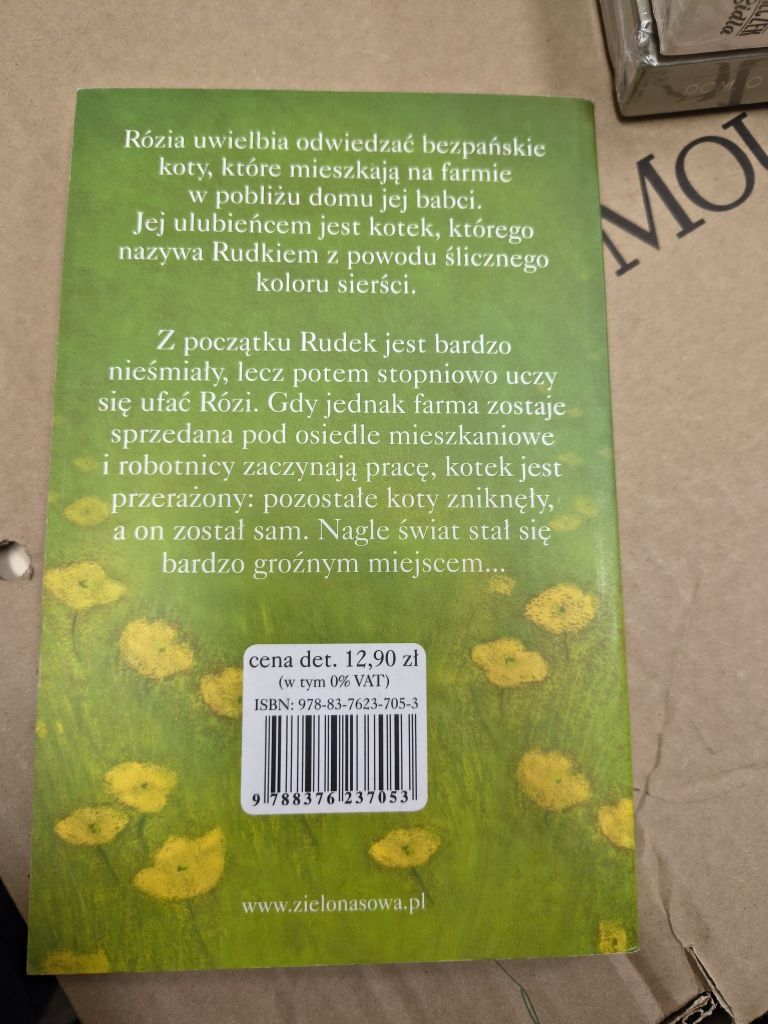 Rózia uwielbia odwiedzać bezpańskie
koty, które mieszkają na farmie
w pobliżu domu jej babci.
Jej ulubieńcem jest kotek, którego
nazywa Rudkiem z powodu ślicznego
koloru sierści.
Z początku Rudek jest bardzo
nieśmiały, lecz potem stopniowo uczy
się ufać Rózi. Gdy jednak farma zostaje
sprzedana pod osiedle mieszkaniowe
i robotnicy zaczynają pracę, kotek jest
przerażony: pozostałe koty zniknęły,
a on został sam. Nagle świat stał się
bardzo groźnym miejscem...
cena det. 12,90 zł
(w tym 0% VAT)
ISBN: 978-83-7623-705-3
9 788376 237053
www.zielonasowa.pl